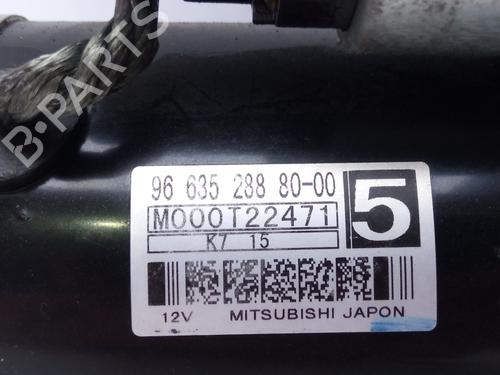 B-PARTS
96 635 288 80-00
M000T22471
K7 15
5
12V MITSUBISHI JAPON